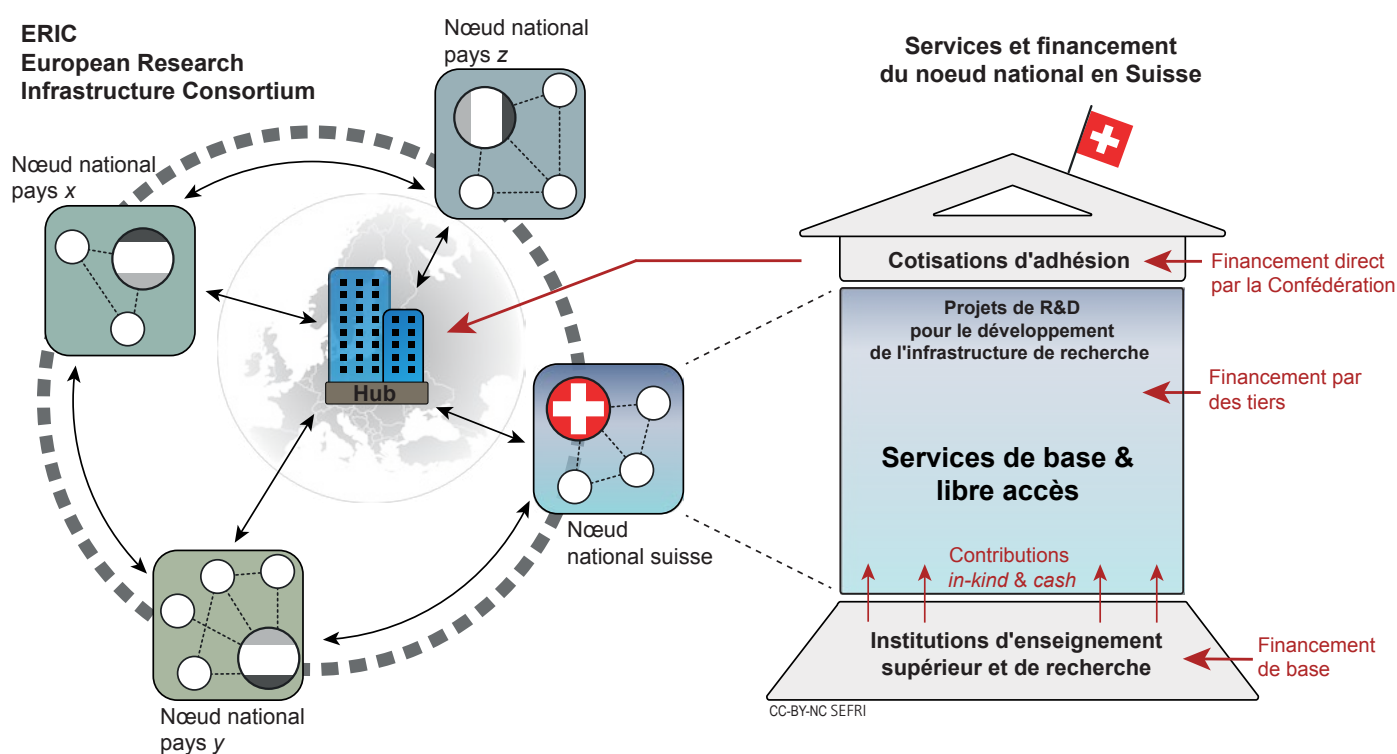 ERIC
European Research
Infrastructure Consortium
Nœud national
pays z
Nœud national
pays x
Hub
Nœud
national suisse
Nœud national
pays y
Services et financement
du noeud national en Suisse
Cotisations d'adhésion
Financement direct
par la Confédération
Projets de R&D
pour le développement
de l'infrastructure de recherche
Financement par
des tiers
Services de base &
libre accès
Contributions
in-kind & cash
Institutions d'enseignement
supérieur et de recherche
Financement
de base
CC-BY-NC SEFRI